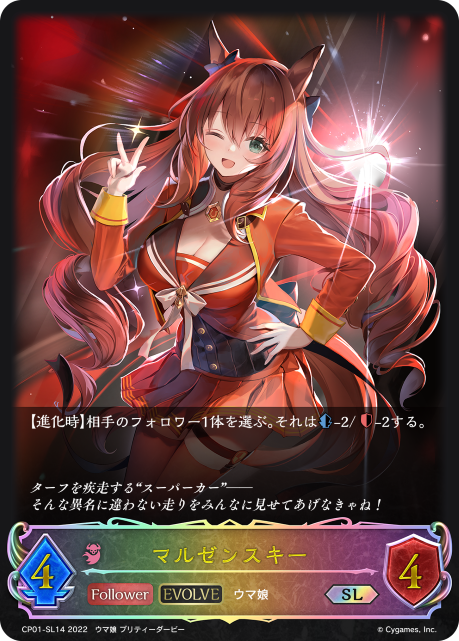 【進化時】相手のフォロワー1体を選ぶ。それは-2/-2する。
ターフを疾走する“スーパーカー”──
そんな異名に違わない走りをみんなに見せてあげなきゃね！
マルゼンスキー
4
4
Follower EVOLVE ウマ娘 SL
CP01-SL14 2022 ウマ娘 プリティーダービー © Cygames, Inc.